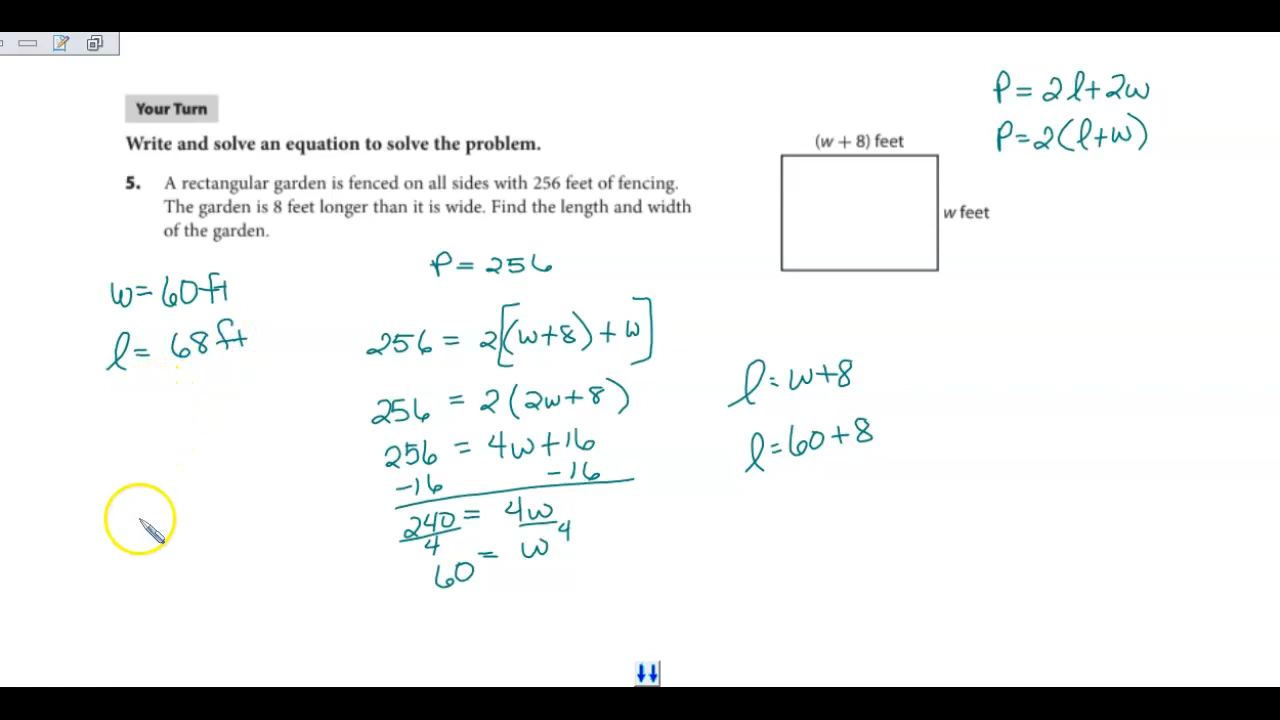 Your Turn
P = 2l + 2w
P = 2(l + w)
Write and solve an equation to solve the problem.
(w + 8) feet
w feet
5. A rectangular garden is fenced on all sides with 256 feet of fencing.
The garden is 8 feet longer than it is wide. Find the length and width
of the garden.
w = 60 ft
l = 68 ft
P = 256
256 = 2[(w + 8) + w]
256 = 2(2w + 8)
256 = 4w + 16
-16 -16
240 = 4w
4 4
60 = w
l = w + 8
l = 60 + 8